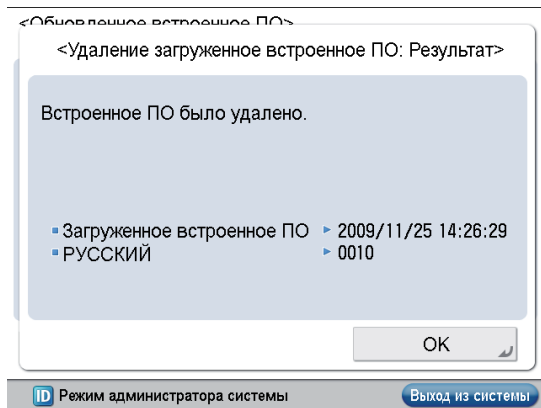 <Обновленное встроенное ПО>
<Удаление загруженное встроенное ПО: Результат>
Встроенное ПО было удалено.
Загруженное встроенное ПО ► 2009/11/25 14:26:29
РУССКИЙ ► 0010
OK
ID Режим администратора системы Выход из системы